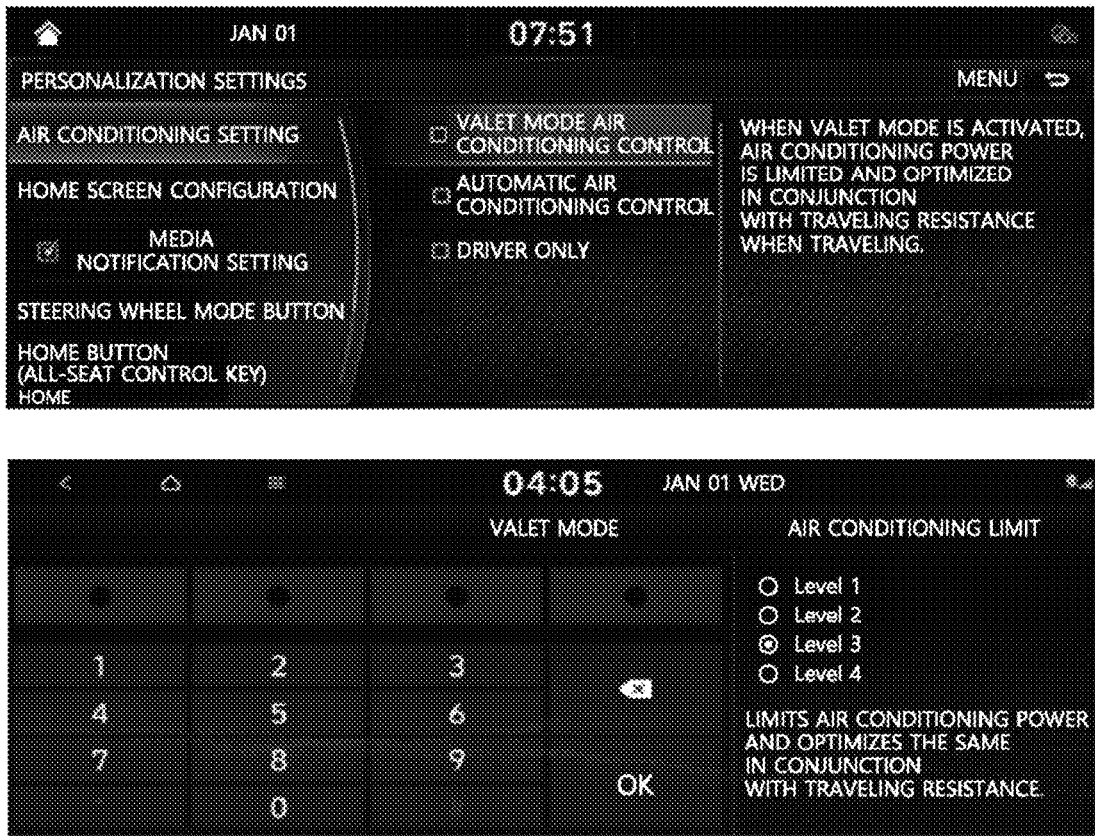 JAN 01
07:51
PERSONALIZATION SETTINGS
MENU
AIR CONDITIONING SETTING
HOME SCREEN CONFIGURATION
MEDIA
NOTIFICATION SETTING
STEERING WHEEL MODE BUTTON
HOME BUTTON
(ALL-SEAT CONTROL KEY)
HOME
VALET MODE AIR
CONDITIONING CONTROL
AUTOMATIC AIR
CONDITIONING CONTROL
DRIVER ONLY
WHEN VALET MODE IS ACTIVATED,
AIR CONDITIONING POWER
IS LIMITED AND OPTIMIZED
IN CONJUNCTION
WITH TRAVELING RESISTANCE
WHEN TRAVELING.
04:05
JAN 01 WED
VALET MODE
AIR CONDITIONING LIMIT
1 2 3
4 5 6
7 8 9
0
OK
Level 1
Level 2
Level 3
Level 4
LIMITS AIR CONDITIONING POWER
AND OPTIMIZES THE SAME
IN CONJUNCTION
WITH TRAVELING RESISTANCE.